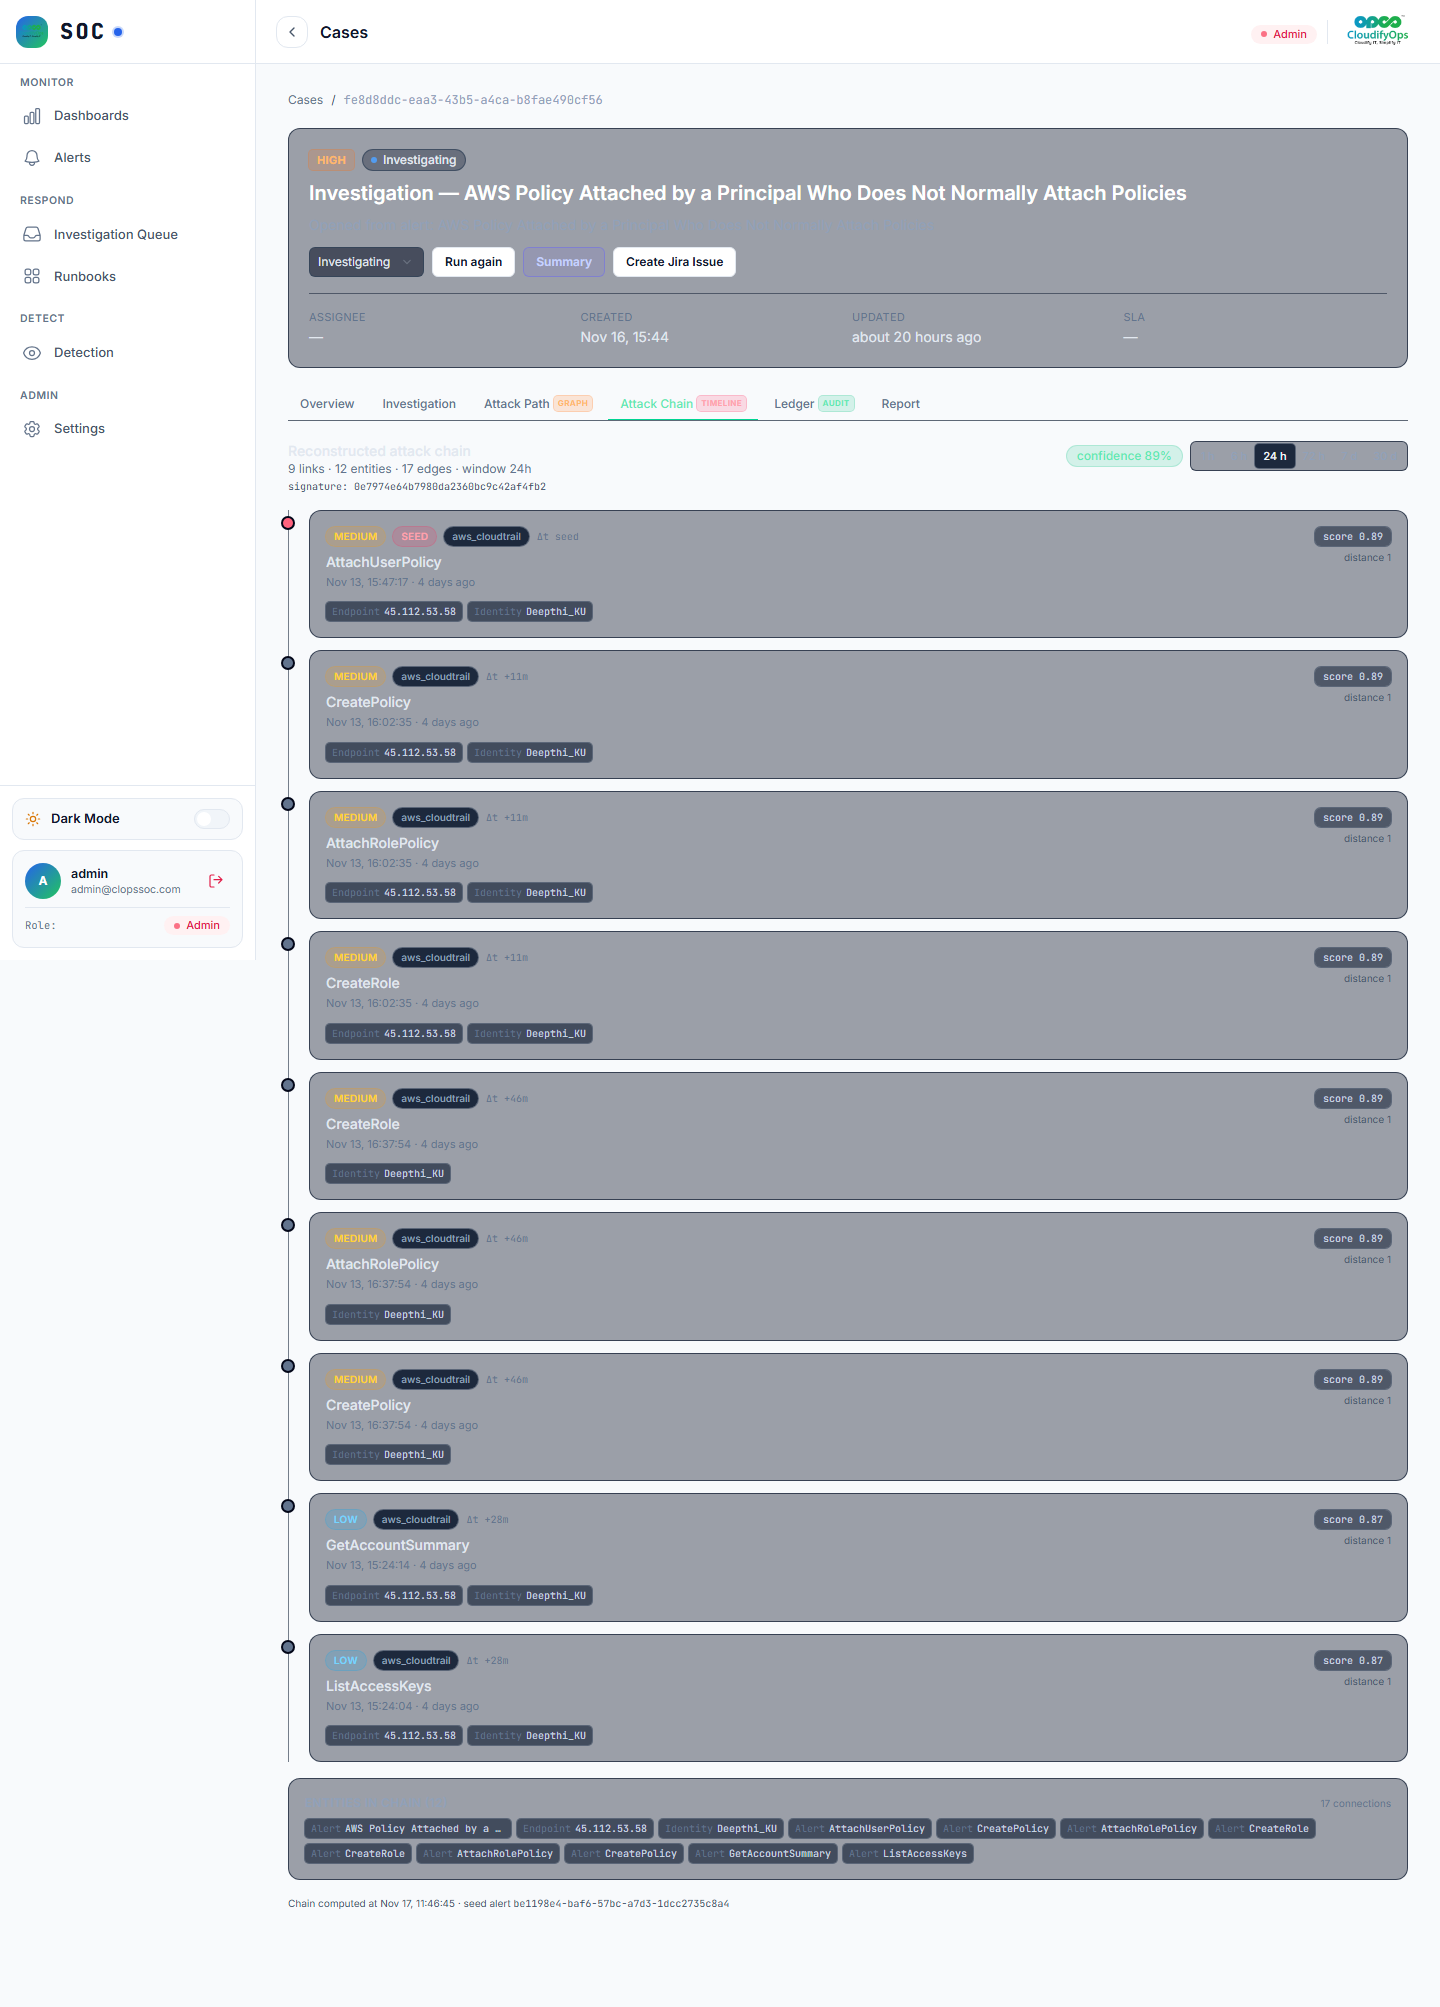 SOC
Cases
Admin
CloudifyOps
Cloudify IT. Simplify IT
MONITOR
Dashboards
Alerts
RESPOND
Investigation Queue
Runbooks
DETECT
Detection
ADMIN
Settings
Dark Mode
A
admin
admin@clopssoc.com
Role:
Admin
Cases / fe8d8ddc-eaa3-43b5-a4ca-b8fae490cf56
HIGH
Investigating
Investigation — AWS Policy Attached by a Principal Who Does Not Normally Attach Policies
Investigating
Run again
Summary
Create Jira Issue
ASSIGNEE
—
CREATED
Nov 16, 15:44
UPDATED
about 20 hours ago
SLA
—
Overview
Investigation
Attack Path GRAPH
Attack Chain TIMELINE
Ledger AUDIT
Report
Reconstructed attack chain
9 links · 12 entities · 17 edges · window 24h
signature: 0e7974e64b7980da2360bc9c42af4fb2
confidence 89%
24 h
MEDIUM SEED aws_cloudtrail Δt seed score 0.89
AttachUserPolicy distance 1
Nov 13, 15:47:17 · 4 days ago
Endpoint 45.112.53.58 Identity Deepthi_KU
MEDIUM aws_cloudtrail Δt +11m score 0.89
CreatePolicy distance 1
Nov 13, 16:02:35 · 4 days ago
Endpoint 45.112.53.58 Identity Deepthi_KU
MEDIUM aws_cloudtrail Δt +11m score 0.89
AttachRolePolicy distance 1
Nov 13, 16:02:35 · 4 days ago
Endpoint 45.112.53.58 Identity Deepthi_KU
MEDIUM aws_cloudtrail Δt +11m score 0.89
CreateRole distance 1
Nov 13, 16:02:35 · 4 days ago
Endpoint 45.112.53.58 Identity Deepthi_KU
MEDIUM aws_cloudtrail Δt +46m score 0.89
CreateRole distance 1
Nov 13, 16:37:54 · 4 days ago
Identity Deepthi_KU
MEDIUM aws_cloudtrail Δt +46m score 0.89
AttachRolePolicy distance 1
Nov 13, 16:37:54 · 4 days ago
Identity Deepthi_KU
MEDIUM aws_cloudtrail Δt +46m score 0.89
CreatePolicy distance 1
Nov 13, 16:37:54 · 4 days ago
Identity Deepthi_KU
LOW aws_cloudtrail Δt +28m score 0.87
GetAccountSummary distance 1
Nov 13, 15:24:14 · 4 days ago
Endpoint 45.112.53.58 Identity Deepthi_KU
LOW aws_cloudtrail Δt +28m score 0.87
ListAccessKeys distance 1
Nov 13, 15:24:04 · 4 days ago
Endpoint 45.112.53.58 Identity Deepthi_KU
17 connections
Alert AWS Policy Attached by a … Endpoint 45.112.53.58 Identity Deepthi_KU Alert AttachUserPolicy Alert CreatePolicy Alert AttachRolePolicy Alert CreateRole
Alert CreateRole Alert AttachRolePolicy Alert CreatePolicy Alert GetAccountSummary Alert ListAccessKeys
Chain computed at Nov 17, 11:46:45 · seed alert be1198e4-baf6-57bc-a7d3-1dcc2735c8a4